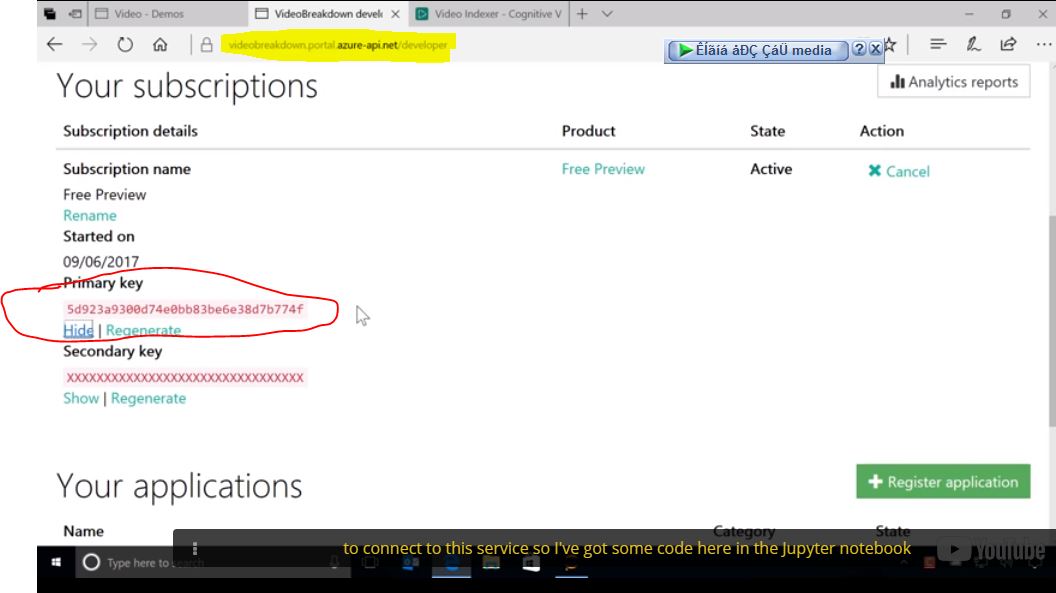 Video - Demos
VideoBreakdown devel
Video Indexer - Cognitive V
videobreakdown.portal.azure-api.net/developer
ÊÍãíá åÐÇ ÇáÜ media
Your subscriptions
Analytics reports
Subscription details Product State Action
Subscription name Free Preview Active Cancel
Free Preview
Rename
Started on
09/06/2017
Primary key
5d923a9300d74e0bb83be6e38d7b774f
Hide | Regenerate
Secondary key
XXXXXXXXXXXXXXXXXXXXXXXXXXXXXXXX
Show | Regenerate
Your applications
Register application
Name Category State
to connect to this service so I've got some code here in the Jupyter notebook
YouTube
Type here to search